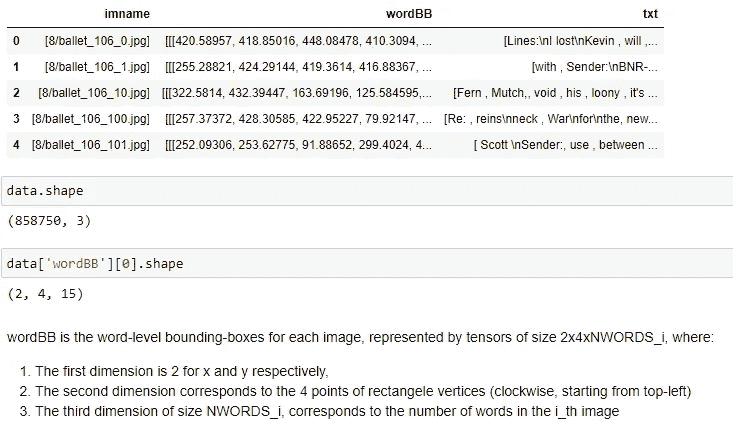 imname wordBB txt
0 [8/ballet_106_0.jpg] [[[420.58957, 418.85016, 448.08478, 410.3094, ... [Lines:\nI lost\nKevin , will ,...
1 [8/ballet_106_1.jpg] [[[255.28821, 424.29144, 419.3614, 416.88367, ... [with , Sender:\nBNR-...
2 [8/ballet_106_10.jpg] [[[322.5814, 432.39447, 163.69196, 125.584595,... [Fern , Mutch,, void , his , loony , it's ...
3 [8/ballet_106_100.jpg] [[[257.37372, 428.30585, 422.95227, 79.92147, ... [Re: , reins\nneck , War\nfor\nthe, new...
4 [8/ballet_106_101.jpg] [[[252.09306, 253.62775, 91.88652, 299.4024, 4... [ Scott \nSender:, use , between ...
data.shape
(858750, 3)
data['wordBB'][0].shape
(2, 4, 15)
wordBB is the word-level bounding-boxes for each image, represented by tensors of size 2x4xNWORDS_i, where:
1. The first dimension is 2 for x and y respectively,
2. The second dimension corresponds to the 4 points of rectangele vertices (clockwise, starting from top-left)
3. The third dimension of size NWORDS_i, corresponds to the number of words in the i_th image